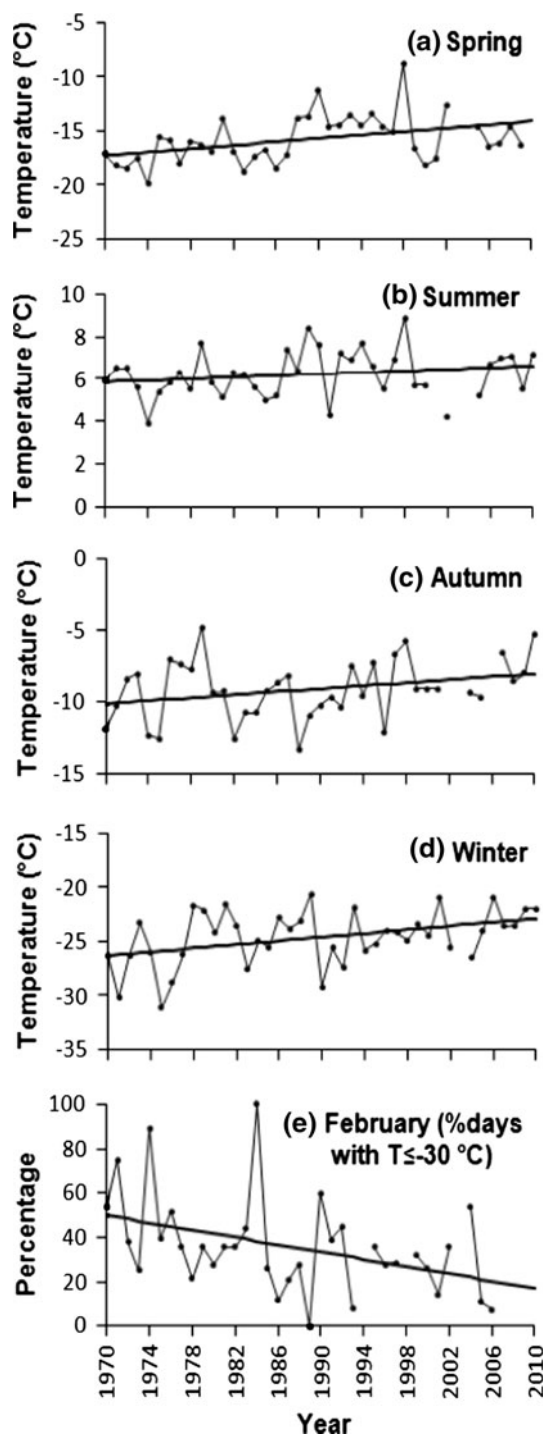 (a) Spring
Temperature (°C)
-5
-10
-15
-20
-25
(b) Summer
Temperature (°C)
10
8
6
4
2
0
(c) Autumn
Temperature (°C)
0
-5
-10
-15
(d) Winter
Temperature (°C)
-15
-20
-25
-30
-35
(e) February (%days
with T≤-30 °C)
Percentage
100
80
60
40
20
0
1970 1974 1978 1982 1986 1990 1994 1998 2002 2006 2010
Year